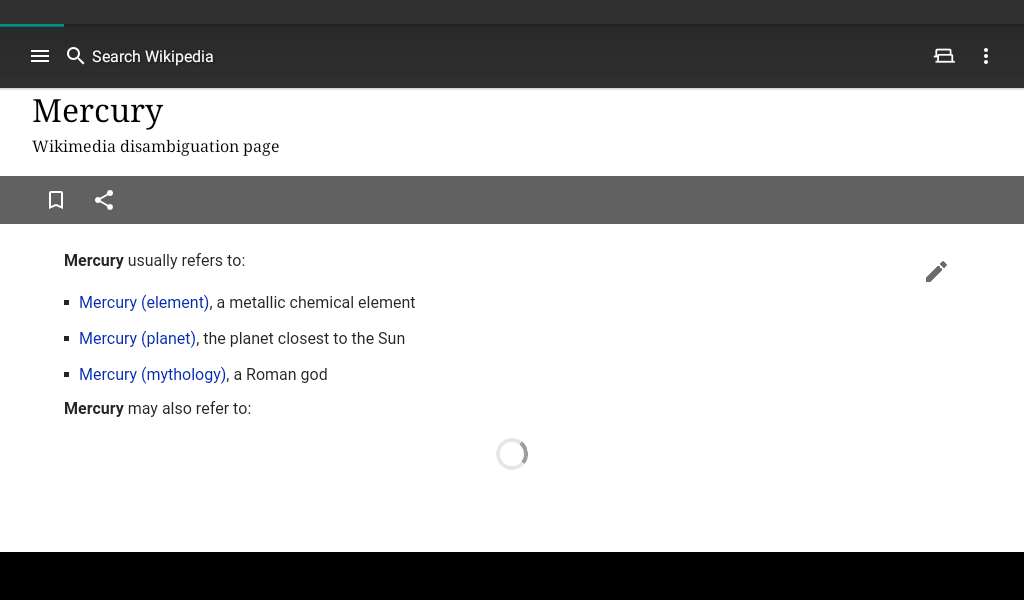 Search Wikipedia
Mercury
Wikimedia disambiguation page
Mercury usually refers to:
Mercury (element), a metallic chemical element
Mercury (planet), the planet closest to the Sun
Mercury (mythology), a Roman god
Mercury may also refer to: